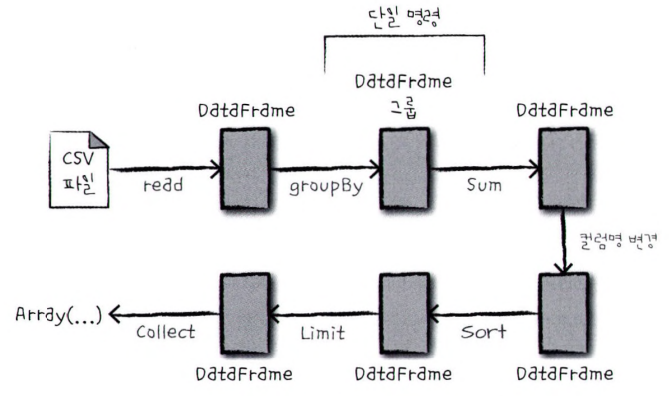 단일 명령
DataFrame
그룹
DataFrame
DataFrame
CSV
파일
read
groupBy
Sum
컬럼명 변경
Array(...)
Collect
Limit
Sort
DataFrame
DataFrame
DataFrame